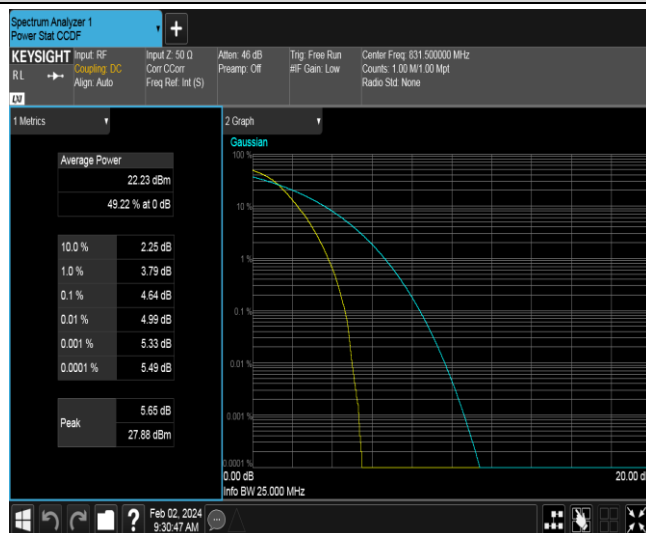 Spectrum Analyzer 1
Power Stat CCDF
+
KEYSIGHT Input: RF Input Z: 50 Ω Atten: 46 dB Trig: Free Run Center Freq: 831.500000 MHz
RL Coupling: DC Corr CCorr Preamp: Off #IF Gain: Low Counts: 1.00 M/1.00 Mpt
Align: Auto Freq Ref: Int (S) Radio Std: None
LXI
1 Metrics
Average Power
22.23 dBm
49.22 % at 0 dB
10.0 % 2.25 dB
1.0 % 3.79 dB
0.1 % 4.64 dB
0.01 % 4.99 dB
0.001 % 5.33 dB
0.0001 % 5.49 dB
Peak 5.65 dB
27.88 dBm
2 Graph
Gaussian
100 %
10 %
1 %
0.1 %
0.01 %
0.001 %
0.0001 %
0.00 dB 20.00 d
Info BW 25.000 MHz
? Feb 02, 2024
9:30:47 AM